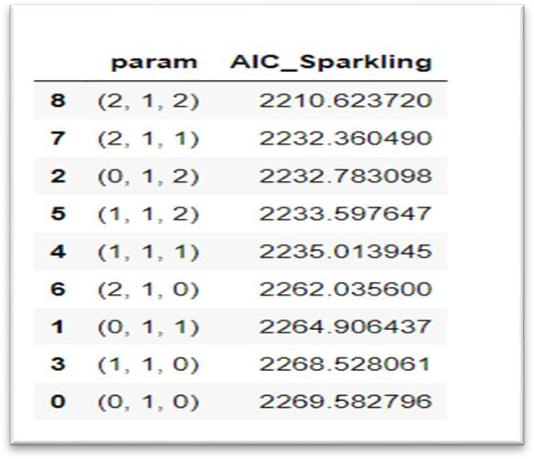 param AIC_Sparkling
8 (2, 1, 2) 2210.623720
7 (2, 1, 1) 2232.360490
2 (0, 1, 2) 2232.783098
5 (1, 1, 2) 2233.597647
4 (1, 1, 1) 2235.013945
6 (2, 1, 0) 2262.035600
1 (0, 1, 1) 2264.906437
3 (1, 1, 0) 2268.528061
0 (0, 1, 0) 2269.582796